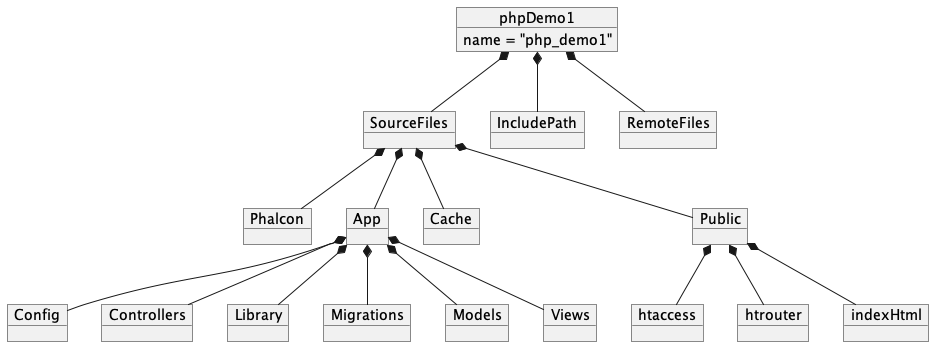 phpDemo1
name = "php_demo1"
SourceFiles
IncludePath
RemoteFiles
Phalcon
App
Cache
Public
Config
Controllers
Library
Migrations
Models
Views
htaccess
htrouter
indexHtml